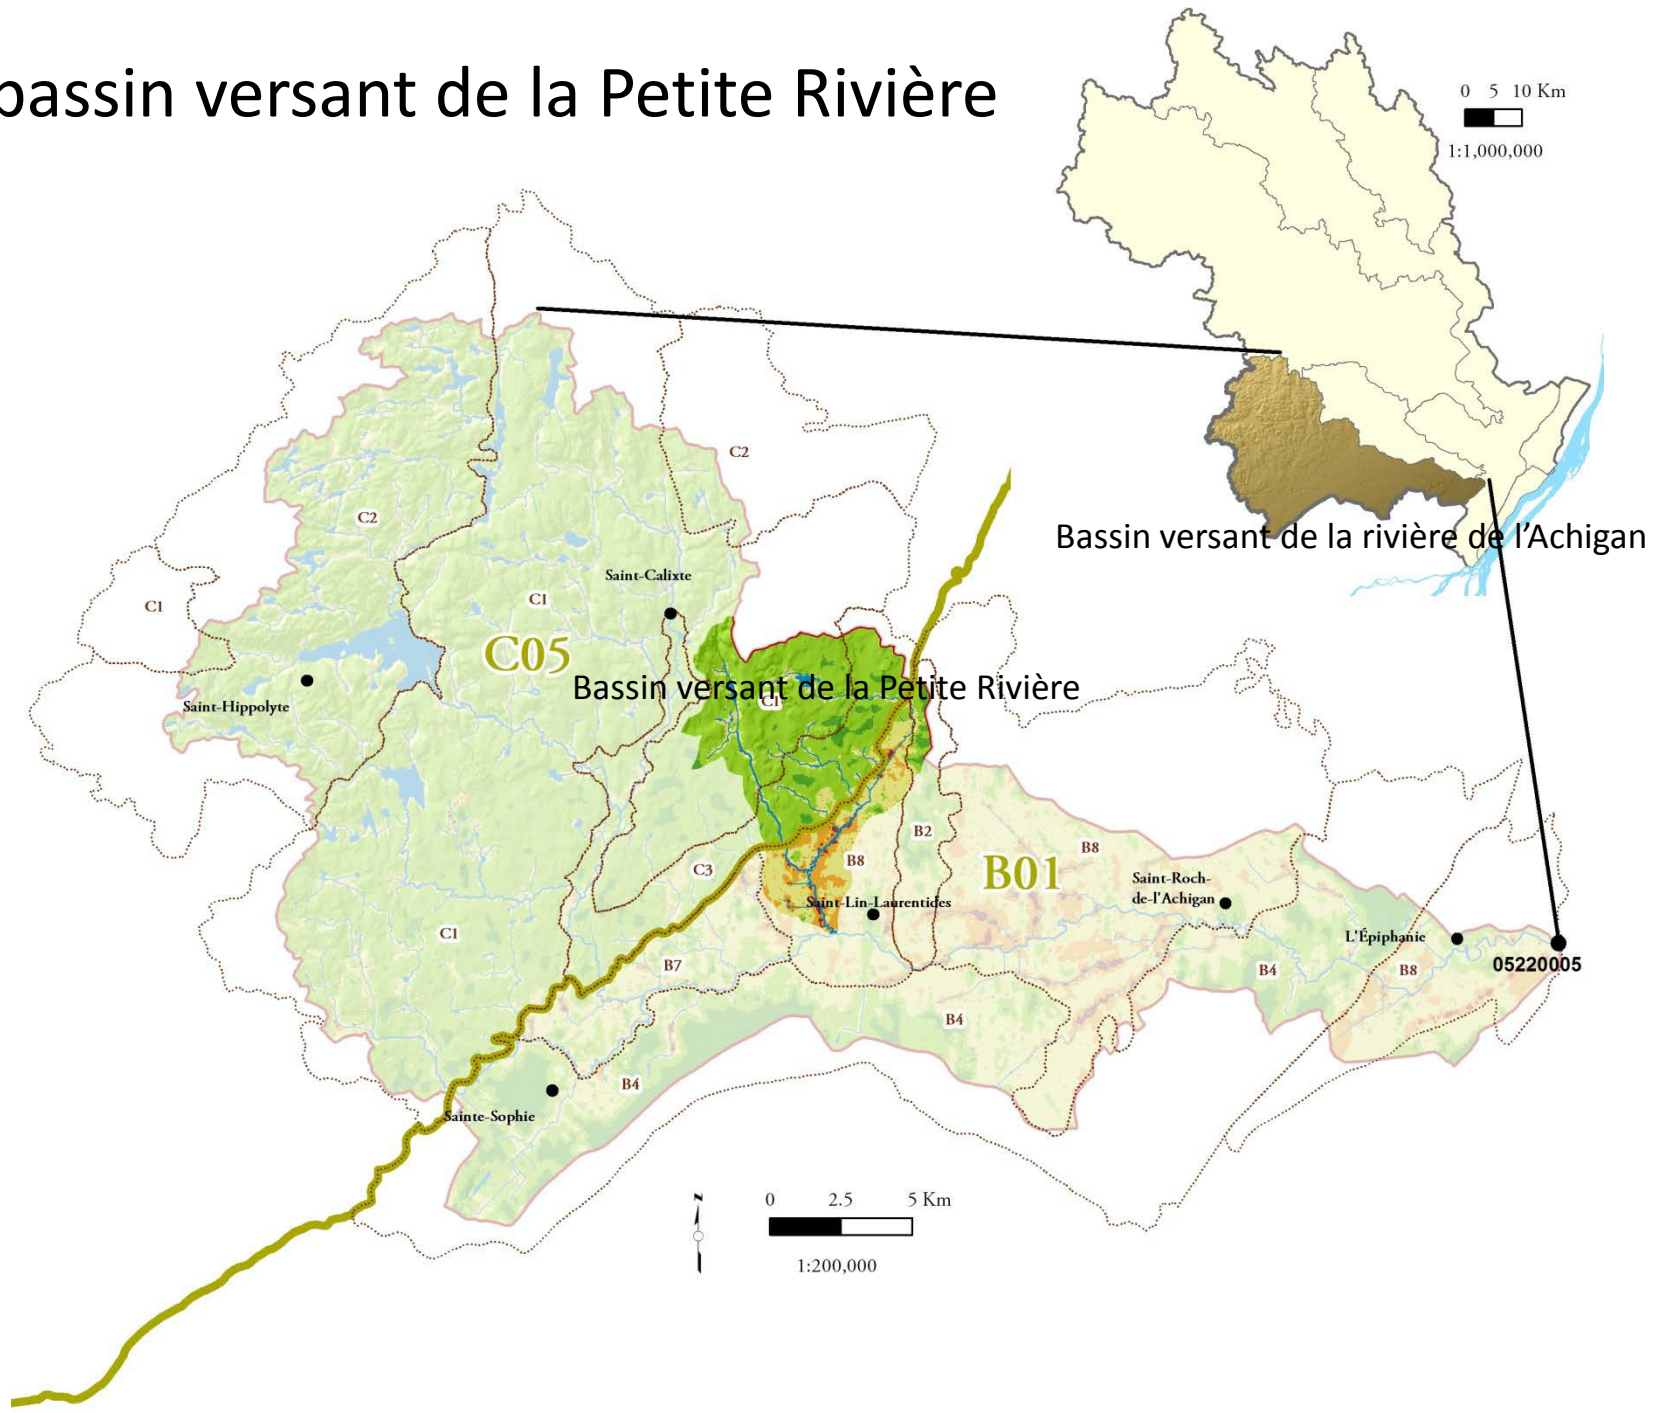 bassin versant de la Petite Rivière
0 5 10 Km
1:1,000,000
Bassin versant de la rivière de l’Achigan
C2
C2
Saint-Calixte
C1
C1
C05
Bassin versant de la Petite Rivière
C1
Saint-Hippolyte
B2
B8
B8
C3
B01
Saint-Roch-
de-l'Achigan
Saint-Lin-Laurentides
C1
L'Épiphanie
05220005
B7
B4
B8
B4
B4
Sainte-Sophie
N
0 2.5 5 Km
1:200,000